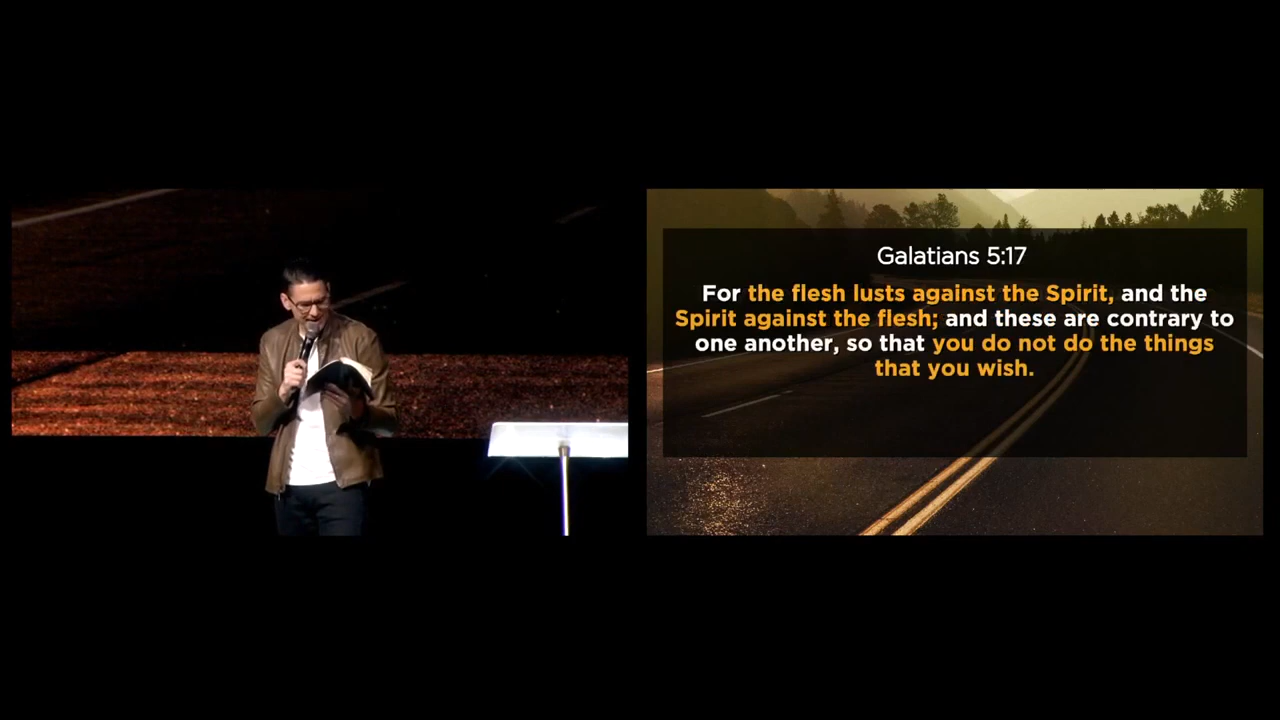 Galatians 5:17
For the flesh lusts against the Spirit, and the
Spirit against the flesh; and these are contrary to
one another, so that you do not do the things
that you wish.